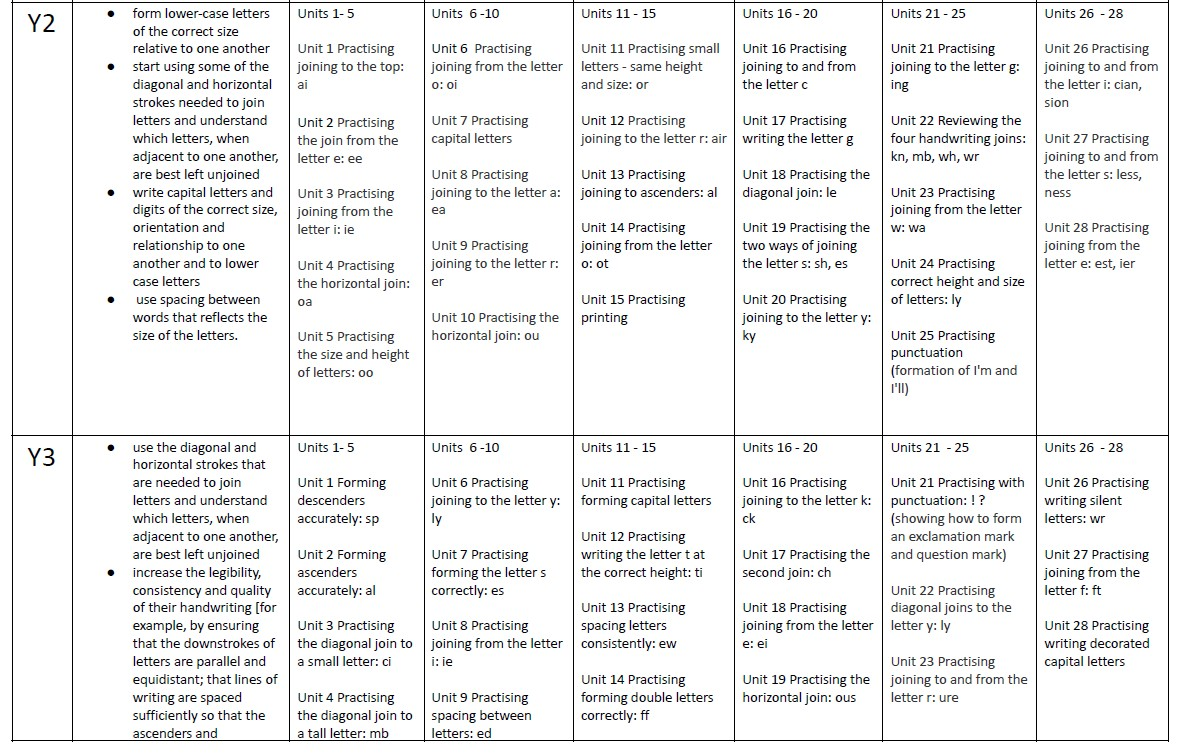 Y2
● form lower-case letters
of the correct size
relative to one another
● start using some of the
diagonal and horizontal
strokes needed to join
letters and understand
which letters, when
adjacent to one another,
are best left unjoined
● write capital letters and
digits of the correct size,
orientation and
relationship to one
another and to lower
case letters
● use spacing between
words that reflects the
size of the letters.
Units 1- 5
Unit 1 Practising
joining to the top:
ai
Unit 2 Practising
the join from the
letter e: ee
Unit 3 Practising
joining from the
letter i: ie
Unit 4 Practising
the horizontal join:
oa
Unit 5 Practising
the size and height
of letters: oo
Units 6 -10
Unit 6 Practising
joining from the letter
o: oi
Unit 7 Practising
capital letters
Unit 8 Practising
joining to the letter a:
ea
Unit 9 Practising
joining to the letter r:
er
Unit 10 Practising the
horizontal join: ou
Units 11 - 15
Unit 11 Practising small
letters - same height
and size: or
Unit 12 Practising
joining to the letter r: air
Unit 13 Practising
joining to ascenders: al
Unit 14 Practising
joining from the letter
o: ot
Unit 15 Practising
printing
Units 16 - 20
Unit 16 Practising
joining to and from
the letter c
Unit 17 Practising
writing the letter g
Unit 18 Practising the
diagonal join: le
Unit 19 Practising the
two ways of joining
the letter s: sh, es
Unit 20 Practising
joining to the letter y:
ky
Units 21 - 25
Unit 21 Practising
joining to the letter g:
ing
Unit 22 Reviewing the
four handwriting joins:
kn, mb, wh, wr
Unit 23 Practising
joining from the letter
w: wa
Unit 24 Practising
correct height and size
of letters: ly
Unit 25 Practising
punctuation
(formation of I'm and
I'll)
Units 26 - 28
Unit 26 Practising
joining to and from
the letter i: cian,
sion
Unit 27 Practising
joining to and from
the letter s: less,
ness
Unit 28 Practising
joining from the
letter e: est, ier
Y3
● use the diagonal and
horizontal strokes that
are needed to join
letters and understand
which letters, when
adjacent to one another,
are best left unjoined
● increase the legibility,
consistency and quality
of their handwriting [for
example, by ensuring
that the downstrokes of
letters are parallel and
equidistant; that lines of
writing are spaced
sufficiently so that the
ascenders and
Units 1- 5
Unit 1 Forming
descenders
accurately: sp
Unit 2 Forming
ascenders
accurately: al
Unit 3 Practising
the diagonal join to
a small letter: ci
Unit 4 Practising
the diagonal join to
a tall letter: mb
Units 6 -10
Unit 6 Practising
joining to the letter y:
ly
Unit 7 Practising
forming the letter s
correctly: es
Unit 8 Practising
joining from the letter
i: ie
Unit 9 Practising
spacing between
letters: ed
Units 11 - 15
Unit 11 Practising
forming capital letters
Unit 12 Practising
writing the letter t at
the correct height: ti
Unit 13 Practising
spacing letters
consistently: ew
Unit 14 Practising
forming double letters
correctly: ff
Units 16 - 20
Unit 16 Practising
joining to the letter k:
ck
Unit 17 Practising the
second join: ch
Unit 18 Practising
joining from the letter
e: ei
Unit 19 Practising the
horizontal join: ous
Units 21 - 25
Unit 21 Practising with
punctuation: ! ?
(showing how to form
an exclamation mark
and question mark)
Unit 22 Practising
diagonal joins to the
letter y: ly
Unit 23 Practising
joining to and from the
letter r: ure
Units 26 - 28
Unit 26 Practising
writing silent
letters: wr
Unit 27 Practising
joining from the
letter f: ft
Unit 28 Practising
writing decorated
capital letters